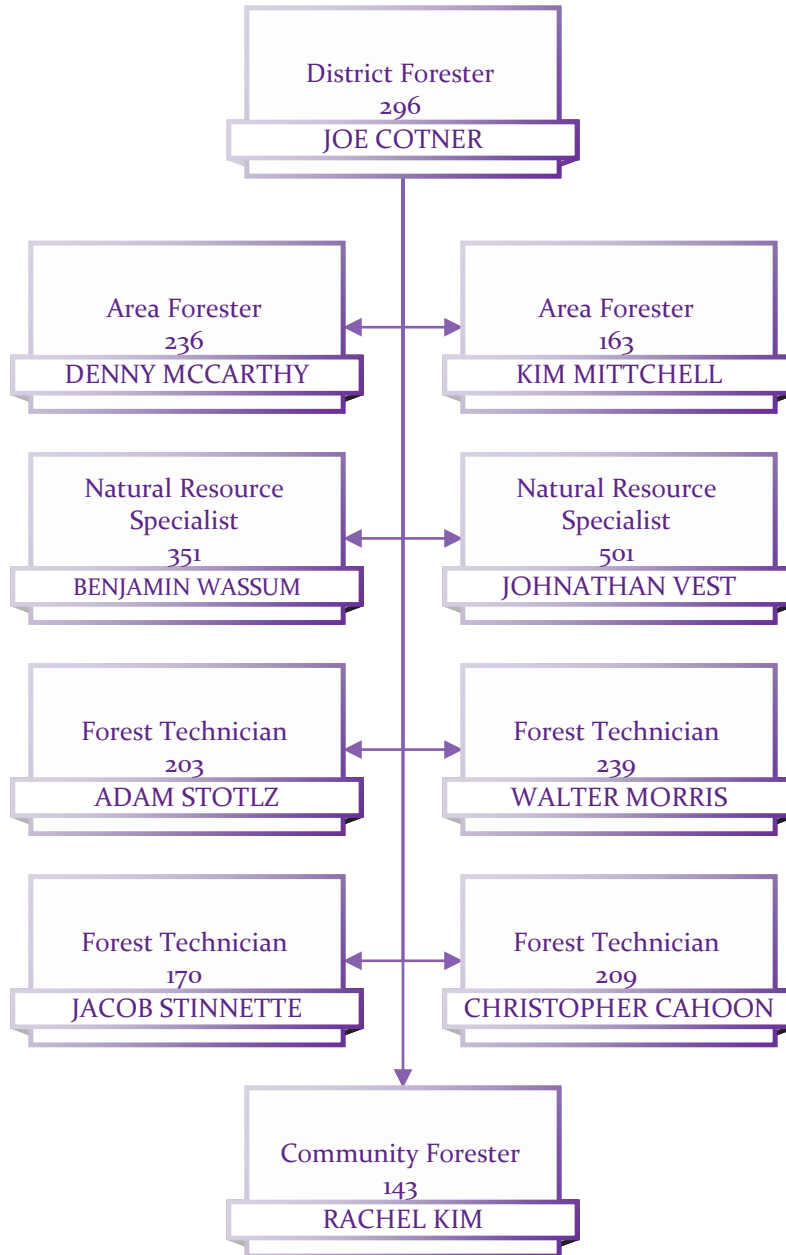 District Forester
296
JOE COTNER
Area Forester
236
DENNY MCCARTHY
Area Forester
163
KIM MITTCHELL
Natural Resource
Specialist
351
BENJAMIN WASSUM
Natural Resource
Specialist
501
JOHNATHAN VEST
Forest Technician
203
ADAM STOTLZ
Forest Technician
239
WALTER MORRIS
Forest Technician
170
JACOB STINNETTE
Forest Technician
209
CHRISTOPHER CAHOON
Community Forester
143
RACHEL KIM